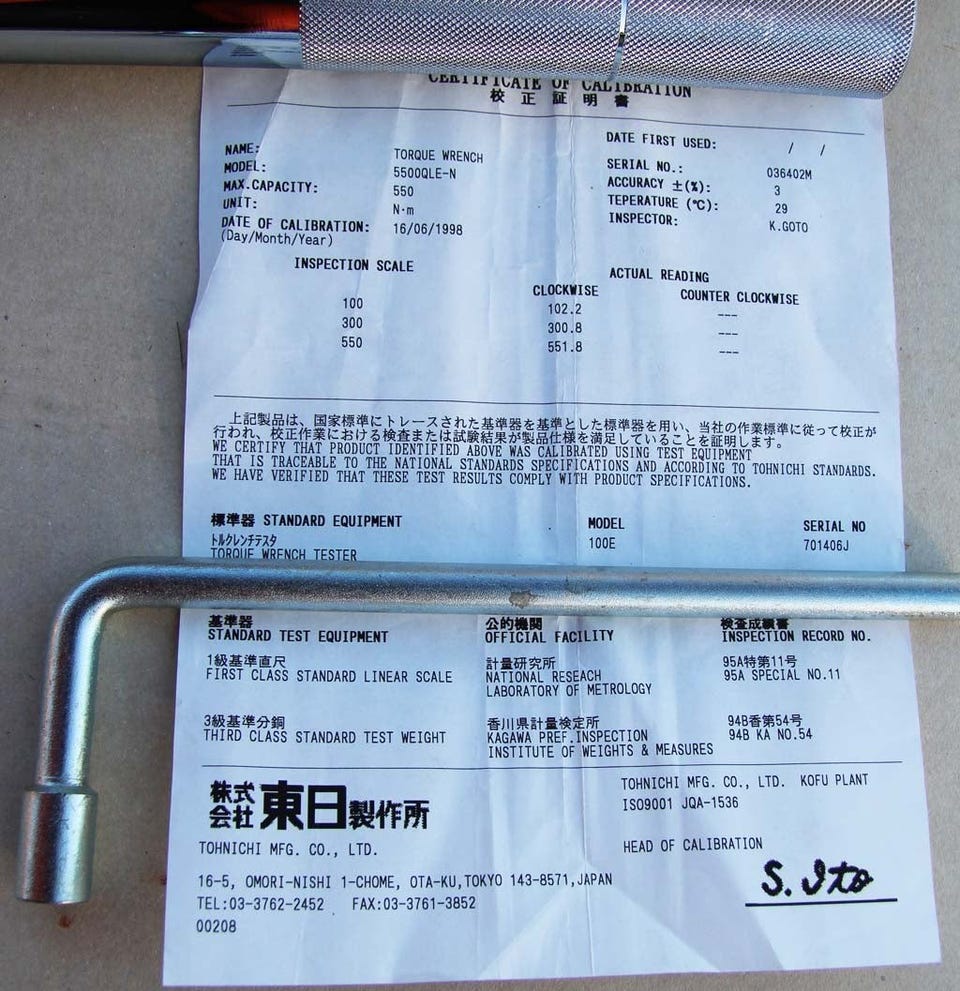 CERTIFICATE OF CALIBRATION
校正証明書
DATE FIRST USED: / /
NAME: TORQUE WRENCH
SERIAL NO.: 036402M
MODEL: 5500QLE-N
ACCURACY ±(%): 3
MAX.CAPACITY: 550
TEPERATURE (℃): 29
UNIT: N·m
INSPECTOR: K.GOTO
DATE OF CALIBRATION: 16/06/1998
(Day/Month/Year)
INSPECTION SCALE ACTUAL READING
CLOCKWISE COUNTER CLOCKWISE
100 102.2 ---
300 300.8 ---
550 551.8 ---
上記製品は、国家標準にトレースされた基準器を基準とした標準器を用い、当社の作業標準に従って校正が
行われ、校正作業における検査または試験結果が製品仕様を満足していることを証明します。
WE CERTIFY THAT PRODUCT IDENTIFIED ABOVE WAS CALIBRATED USING TEST EQUIPMENT
THAT IS TRACEABLE TO THE NATIONAL STANDARDS SPECIFICATIONS AND ACCORDING TO TOHNICHI STANDARDS.
WE HAVE VERIFIED THAT THESE TEST RESULTS COMPLY WITH PRODUCT SPECIFICATIONS.
標準器 STANDARD EQUIPMENT MODEL SERIAL NO
トルクレンチテスタ 100E 701406J
TORQUE WRENCH TESTER
基準器 公的機関 検査成績書
STANDARD TEST EQUIPMENT OFFICIAL FACILITY INSPECTION RECORD NO.
1級基準直尺 計量研究所 95A特第11号
FIRST CLASS STANDARD LINEAR SCALE NATIONAL RESEACH 95A SPECIAL NO.11
LABORATORY OF METROLOGY
3級基準分銅 香川県計量検定所 94B香第54号
THIRD CLASS STANDARD TEST WEIGHT KAGAWA PREF.INSPECTION 94B KA NO.54
INSTITUTE OF WEIGHTS & MEASURES
株式会社 東日製作所
TOHNICHI MFG. CO., LTD. KOFU PLANT
ISO9001 JQA-1536
TOHNICHI MFG. CO., LTD.
HEAD OF CALIBRATION
S. Ito
16-5, OMORI-NISHI 1-CHOME, OTA-KU,TOKYO 143-8571,JAPAN
TEL:03-3762-2452 FAX:03-3761-3852
00208